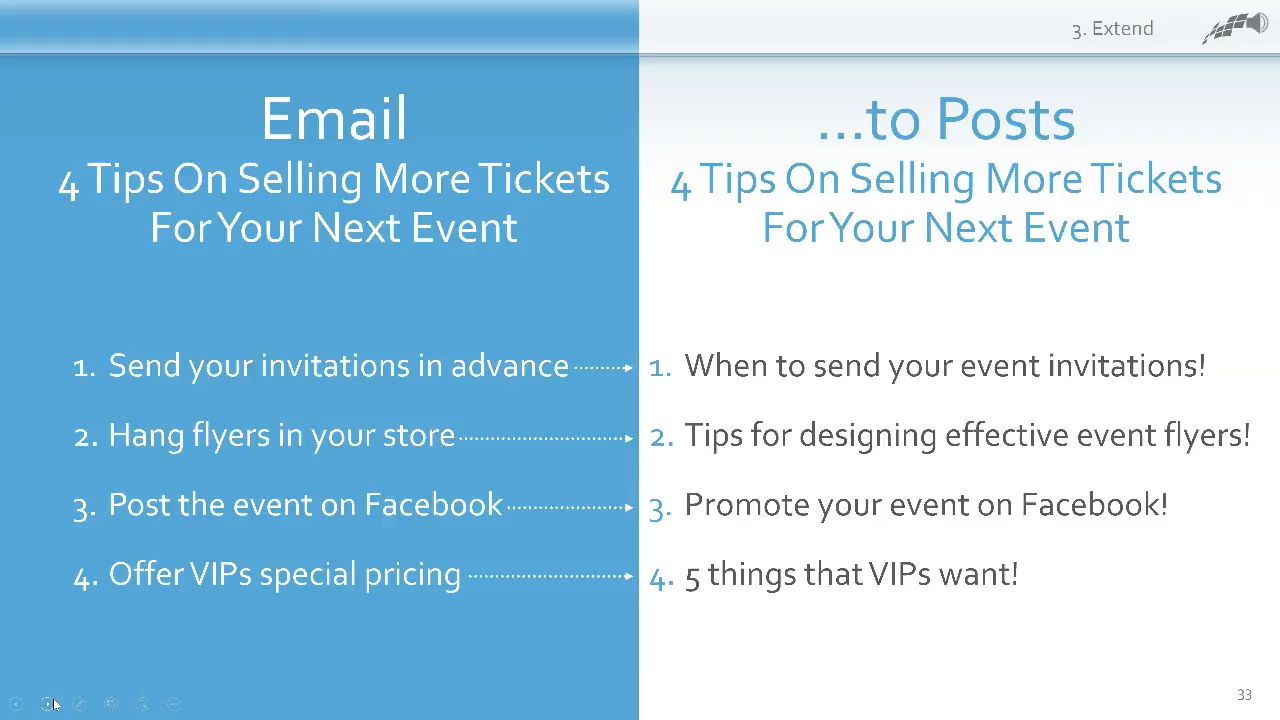 3. Extend
Email
4 Tips On Selling More Tickets
For Your Next Event
1. Send your invitations in advance
2. Hang flyers in your store
3. Post the event on Facebook
4. Offer VIPs special pricing
...to Posts
4 Tips On Selling More Tickets
For Your Next Event
1. When to send your event invitations!
2. Tips for designing effective event flyers!
3. Promote your event on Facebook!
4. 5 things that VIPs want!
33